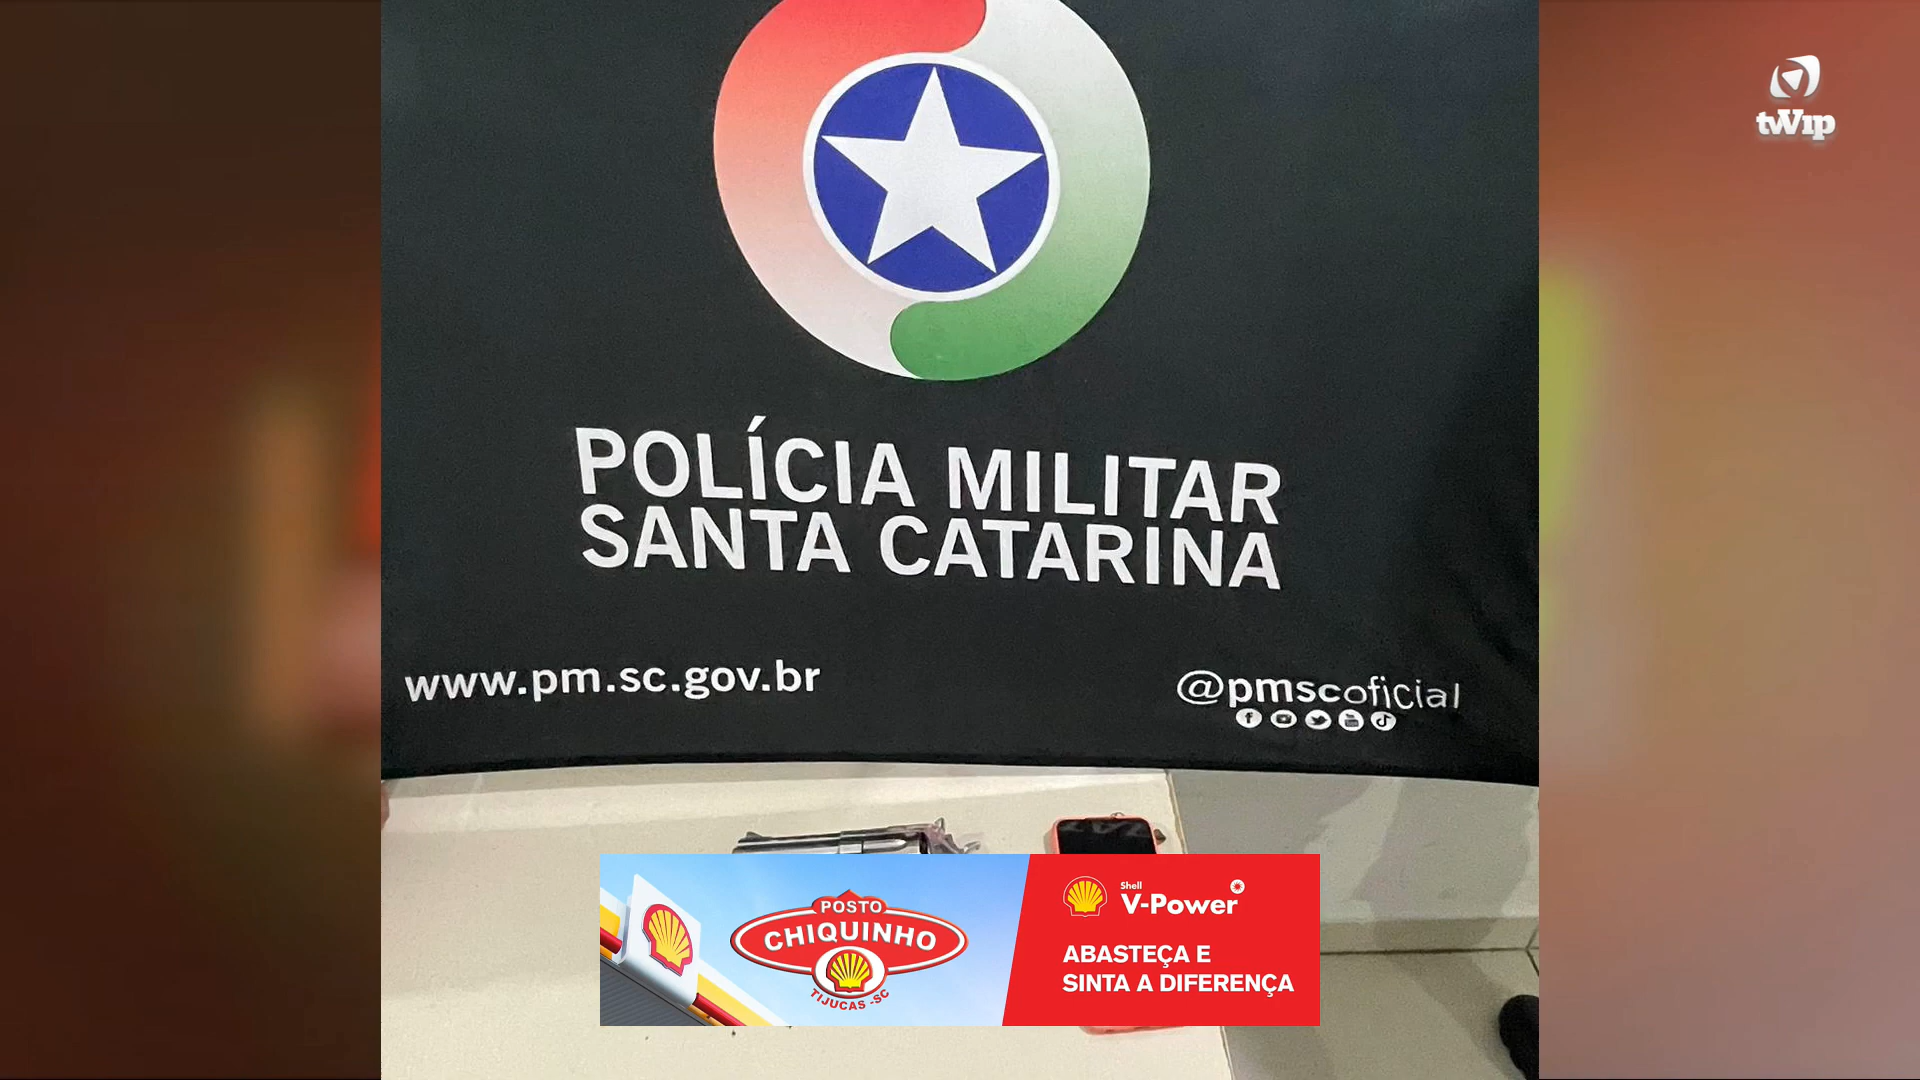 tvVip
POLÍCIA MILITAR
SANTA CATARINA
www.pm.sc.gov.br
@pmscoficial
POSTO
CHIQUINHO
TIJUCAS -SC
Shell
V-Power
ABASTEÇA E
SINTA A DIFERENÇA